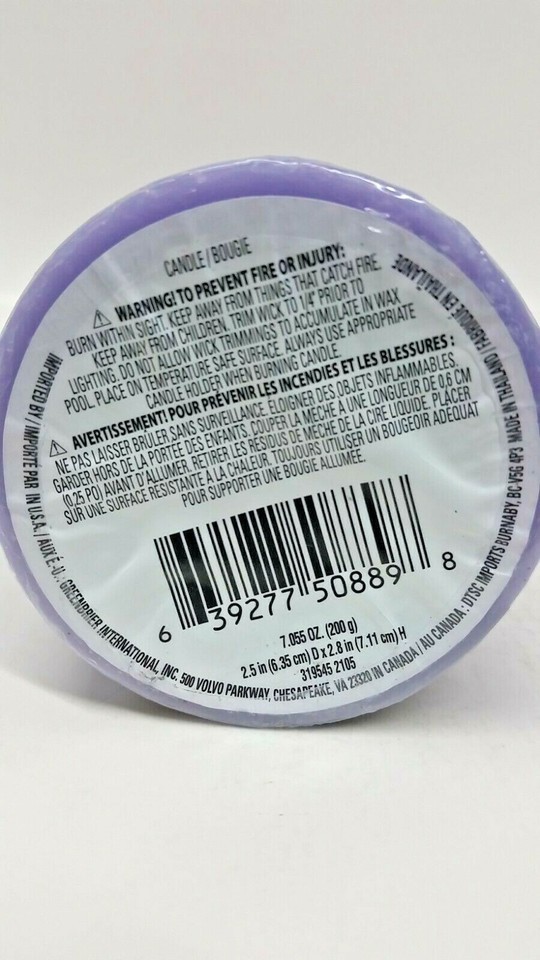 CANDLE / BOUGIE
⚠ WARNING! TO PREVENT FIRE OR INJURY:
BURN WITHIN SIGHT. KEEP AWAY FROM THINGS THAT CATCH FIRE.
KEEP AWAY FROM CHILDREN. TRIM WICK TO 1/4" PRIOR TO
LIGHTING. DO NOT ALLOW WICK TRIMMINGS TO ACCUMULATE IN WAX
POOL. PLACE ON TEMPERATURE SAFE SURFACE. ALWAYS USE APPROPRIATE
CANDLE HOLDER WHEN BURNING CANDLE.
⚠ AVERTISSEMENT! POUR PRÉVENIR LES INCENDIES ET LES BLESSURES :
NE PAS LAISSER BRÛLER SANS SURVEILLANCE. ÉLOIGNER DES OBJETS INFLAMMABLES.
GARDER HORS DE LA PORTÉE DES ENFANTS. COUPER LA MÈCHE À UNE LONGUEUR DE 0,6 CM
(0,25 PO) AVANT D'ALLUMER. RETIRER LES RÉSIDUS DE MÈCHE DE LA CIRE LIQUIDE. PLACER
SUR UNE SURFACE RÉSISTANTE À LA CHALEUR. TOUJOURS UTILISER UN BOUGEOIR ADÉQUAT
POUR SUPPORTER UNE BOUGIE ALLUMÉE.
6 39277 50889 8
7.055 OZ. (200 g)
2.5 in (6.35 cm) D x 2.8 in (7.11 cm) H
319545 2105
IMPORTED BY / IMPORTÉ PAR IN U.S.A. / AUX É.-U.: GREENBRIER INTERNATIONAL, INC. 500 VOLVO PARKWAY, CHESAPEAKE, VA 23320 IN CANADA / AU CANADA : DTSC IMPORTS BURNABY, BC V5G 4P3 MADE IN THAILAND / FABRIQUÉ EN THAÏLANDE